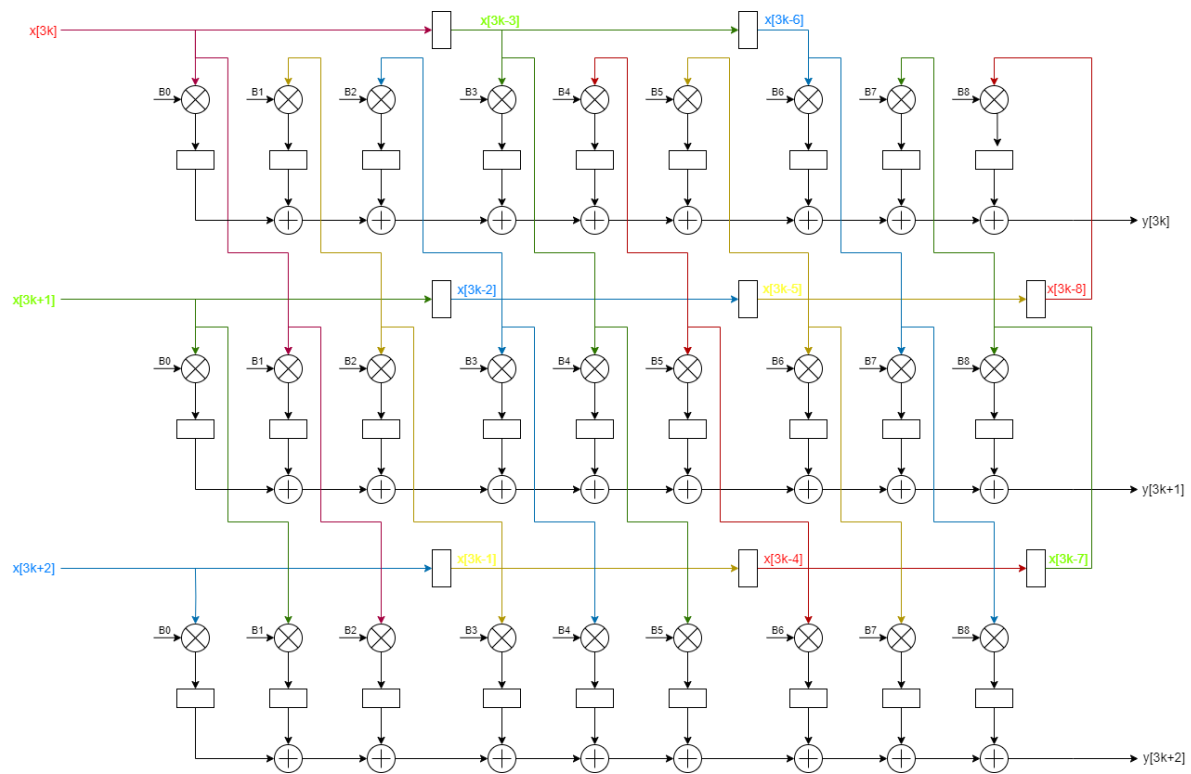 x[3k] x[3k-3] x[3k-6]
B0 B1 B2 B3 B4 B5 B6 B7 B8
y[3k]
x[3k+1] x[3k-2] x[3k-5] x[3k-8]
B0 B1 B2 B3 B4 B5 B6 B7 B8
y[3k+1]
x[3k+2] x[3k-1] x[3k-4] x[3k-7]
B0 B1 B2 B3 B4 B5 B6 B7 B8
y[3k+2]